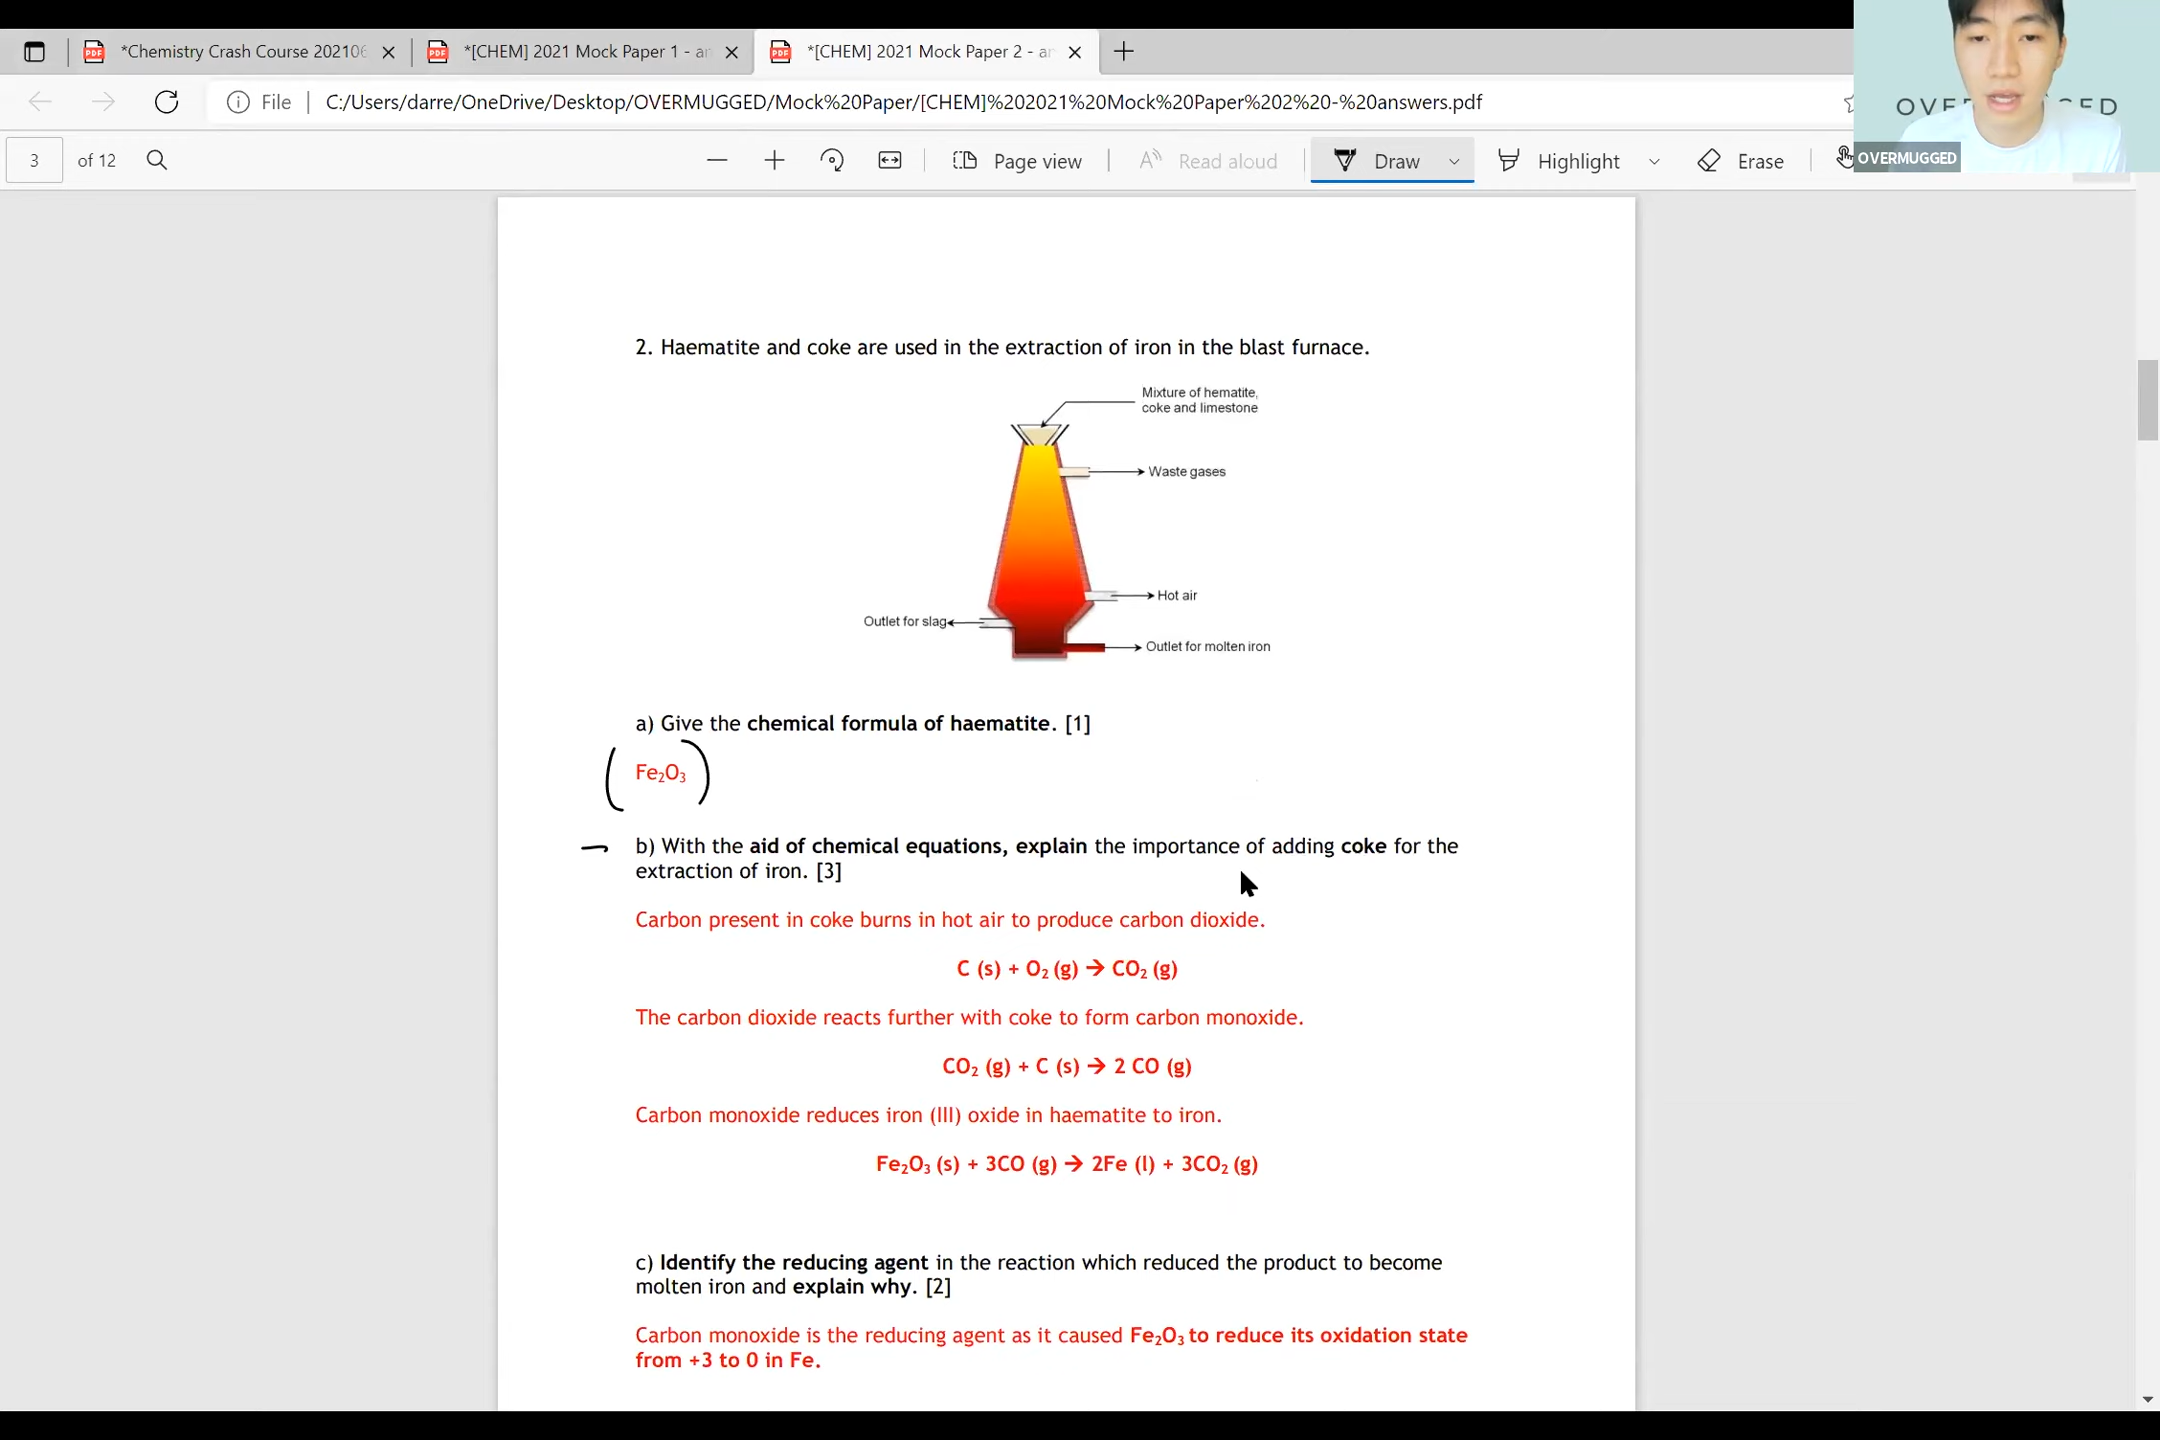 *Chemistry Crash Course 202106
*[CHEM] 2021 Mock Paper 1 - an
*[CHEM] 2021 Mock Paper 2 - an
File
C:/Users/darre/OneDrive/Desktop/OVERMUGGED/Mock%20Paper/[CHEM]%202021%20Mock%20Paper%202%20-%20answers.pdf
OVERMUGGED
3 of 12
Page view
Read aloud
Draw
Highlight
Erase
2. Haematite and coke are used in the extraction of iron in the blast furnace.
Mixture of hematite,
coke and limestone
Waste gases
Hot air
Outlet for slag
Outlet for molten iron
a) Give the chemical formula of haematite. [1]
Fe₂O₃
b) With the aid of chemical equations, explain the importance of adding coke for the
extraction of iron. [3]
Carbon present in coke burns in hot air to produce carbon dioxide.
C (s) + O₂ (g) → CO₂ (g)
The carbon dioxide reacts further with coke to form carbon monoxide.
CO₂ (g) + C (s) → 2 CO (g)
Carbon monoxide reduces iron (III) oxide in haematite to iron.
Fe₂O₃ (s) + 3CO (g) → 2Fe (l) + 3CO₂ (g)
c) Identify the reducing agent in the reaction which reduced the product to become
molten iron and explain why. [2]
Carbon monoxide is the reducing agent as it caused Fe₂O₃ to reduce its oxidation state
from +3 to 0 in Fe.